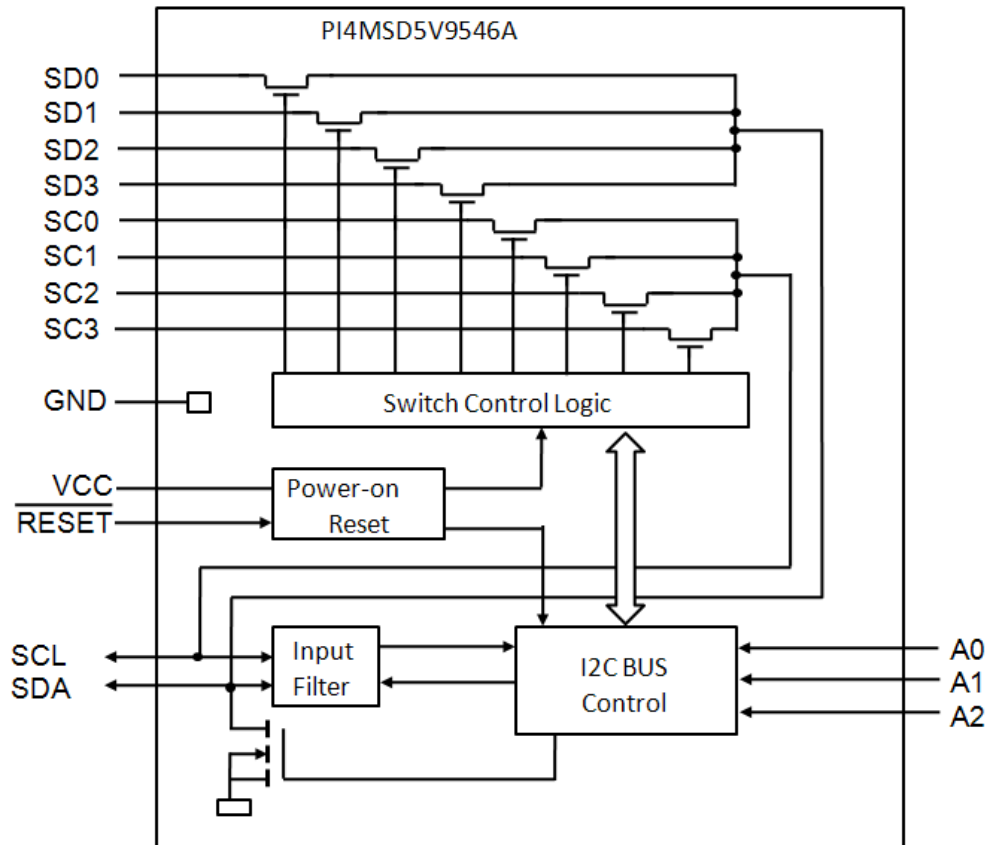 PI4MSD5V9546A
SD0
SD1
SD2
SD3
SC0
SC1
SC2
SC3
GND
Switch Control Logic
VCC
RESET
Power-on
Reset
SCL
SDA
Input
Filter
I2C BUS
Control
A0
A1
A2